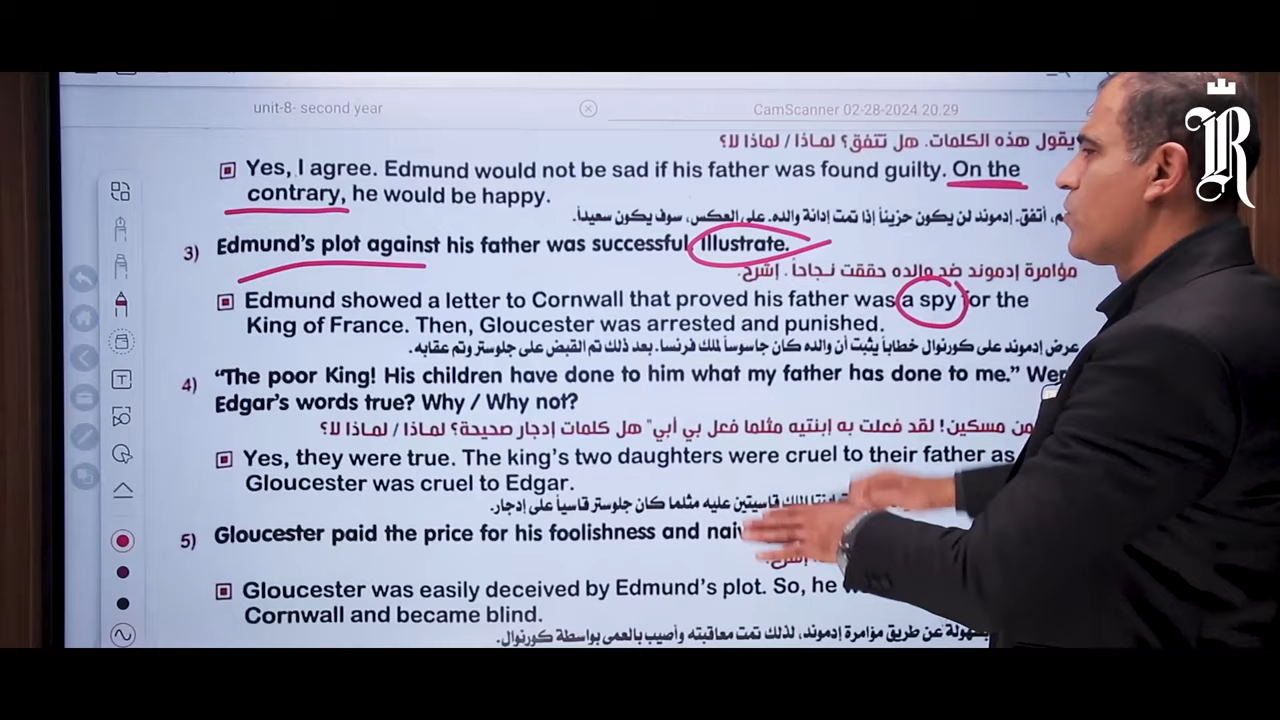 unit-8- second year
CamScanner 02-28-2024 20.29
يقول هذه الكلمات. هل تتفق؟ لماذا / لماذا لا؟
Yes, I agree. Edmund would not be sad if his father was found guilty. On the
contrary, he would be happy.
أتفق. إدموند لن يكون حزيناً إذا تمت إدانة والده. على العكس، سوف يكون سعيداً.
3) Edmund's plot against his father was successful. Illustrate.
مؤامرة إدموند ضد والده حققت نجاحاً . إشرح.
Edmund showed a letter to Cornwall that proved his father was a spy for the
King of France. Then, Gloucester was arrested and punished.
عرض إدموند على كورنوال خطاباً يثبت أن والده كان جاسوساً لملك فرنسا. بعد ذلك تم القبض على جلوستر وتم عقابه.
4) “The poor King! His children have done to him what my father has done to me.”
Edgar's words true? Why / Why not?
مسكين! لقد فعلت به إبنتيه مثلما فعل بي أبي" هل كلمات إدجار صحيحة؟ لماذا / لماذا لا؟
Yes, they were true. The king's two daughters were cruel to their father as
Gloucester was cruel to Edgar.
الملك قاسيتين عليه مثلما كان جلوستر قاسياً على إدجار.
5) Gloucester paid the price for his foolishness and
Gloucester was easily deceived by Edmund's plot. So, he
Cornwall and became blind.
عن طريق مؤامرة إدموند، لذلك تمت معاقبته وأصيب بالعمى بواسطة كورنوال.